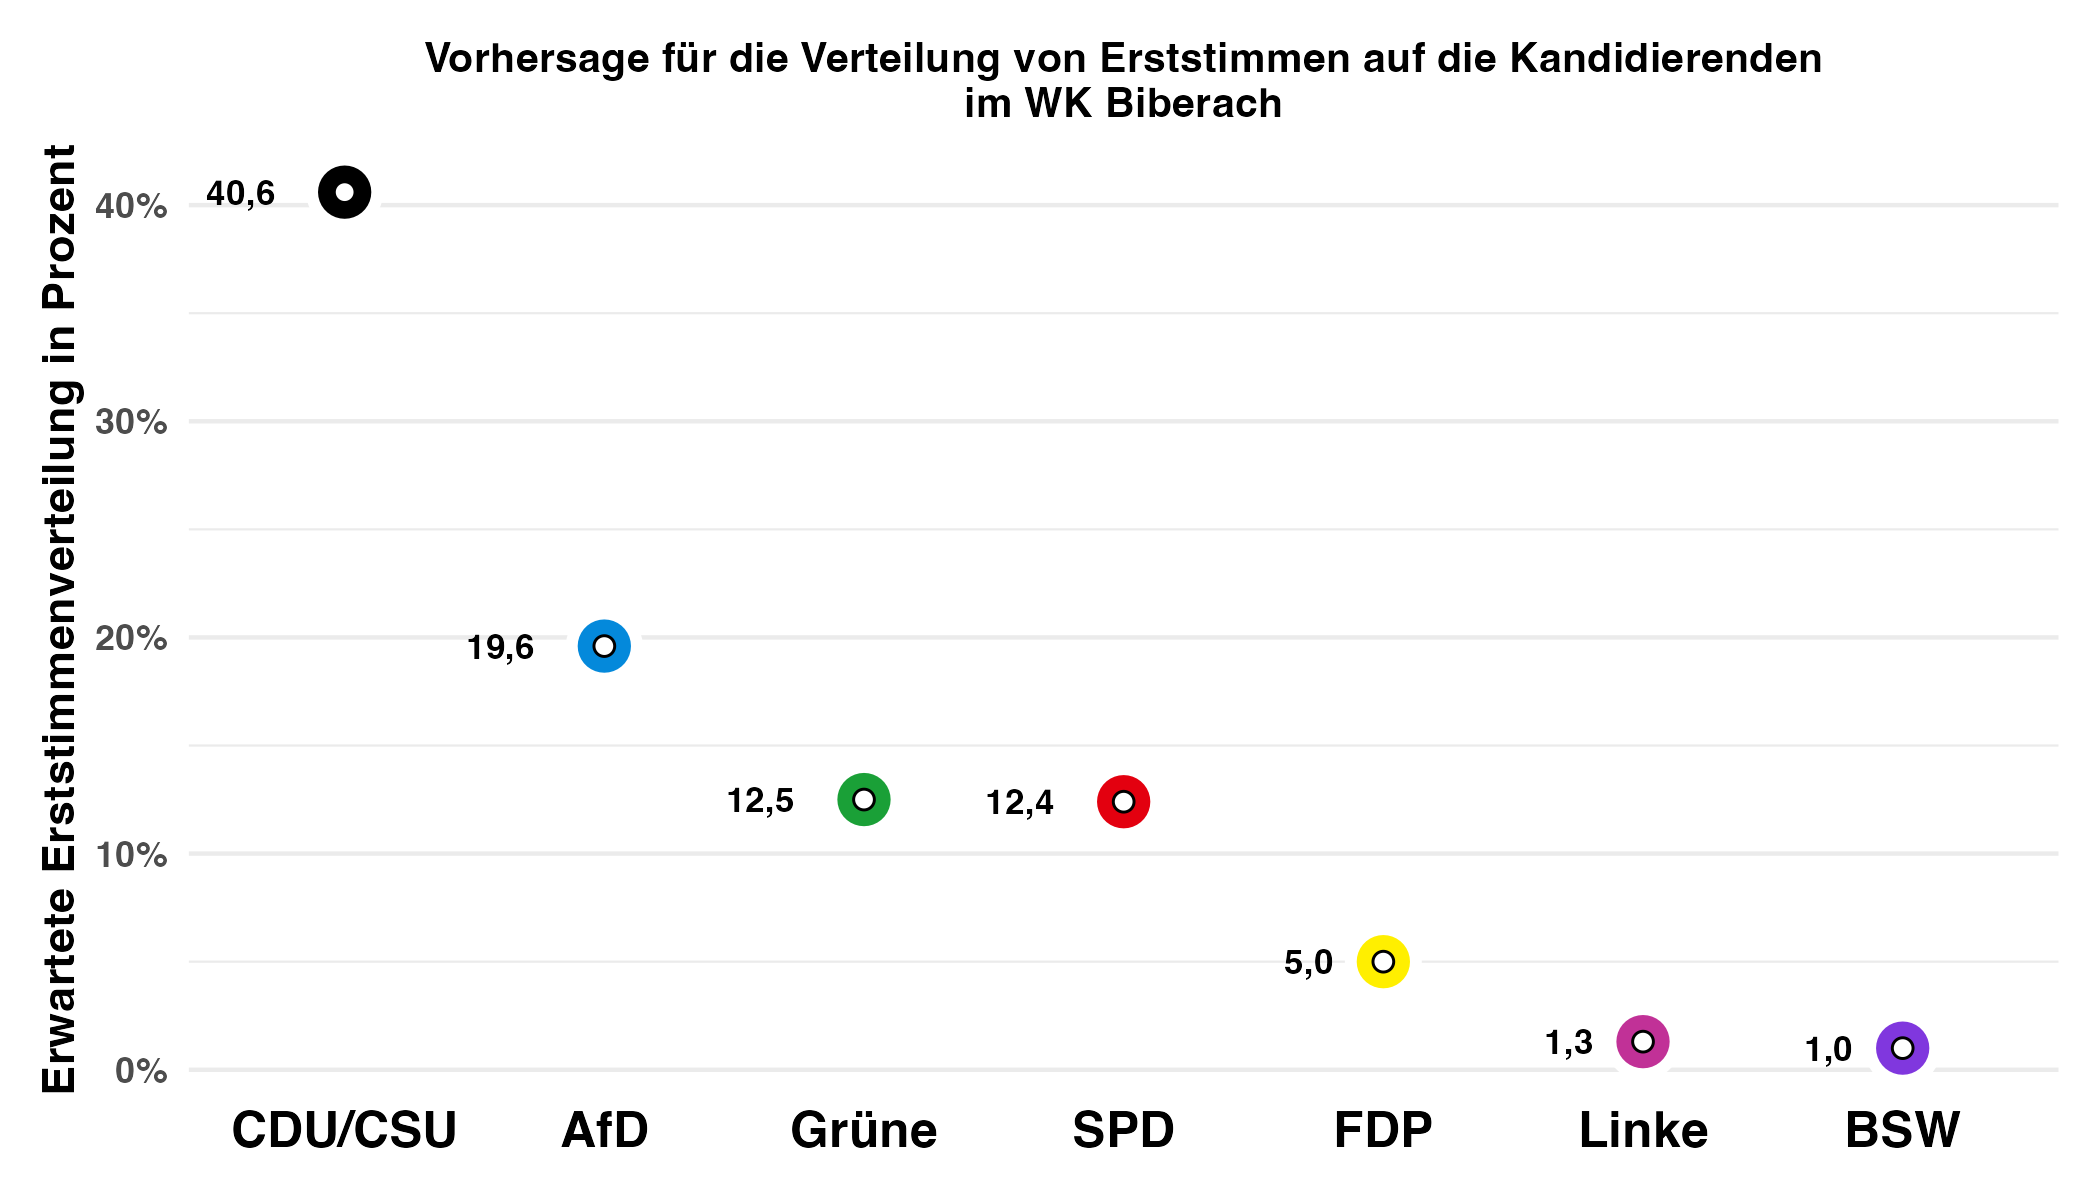 Vorhersage für die Verteilung von Erststimmen auf die Kandidierenden
im WK Biberach
Erwartete Erststimmenverteilung in Prozent
40%
30%
20%
10%
0%
40,6
19,6
12,5
12,4
5,0
1,3
1,0
CDU/CSU
AfD
Grüne
SPD
FDP
Linke
BSW